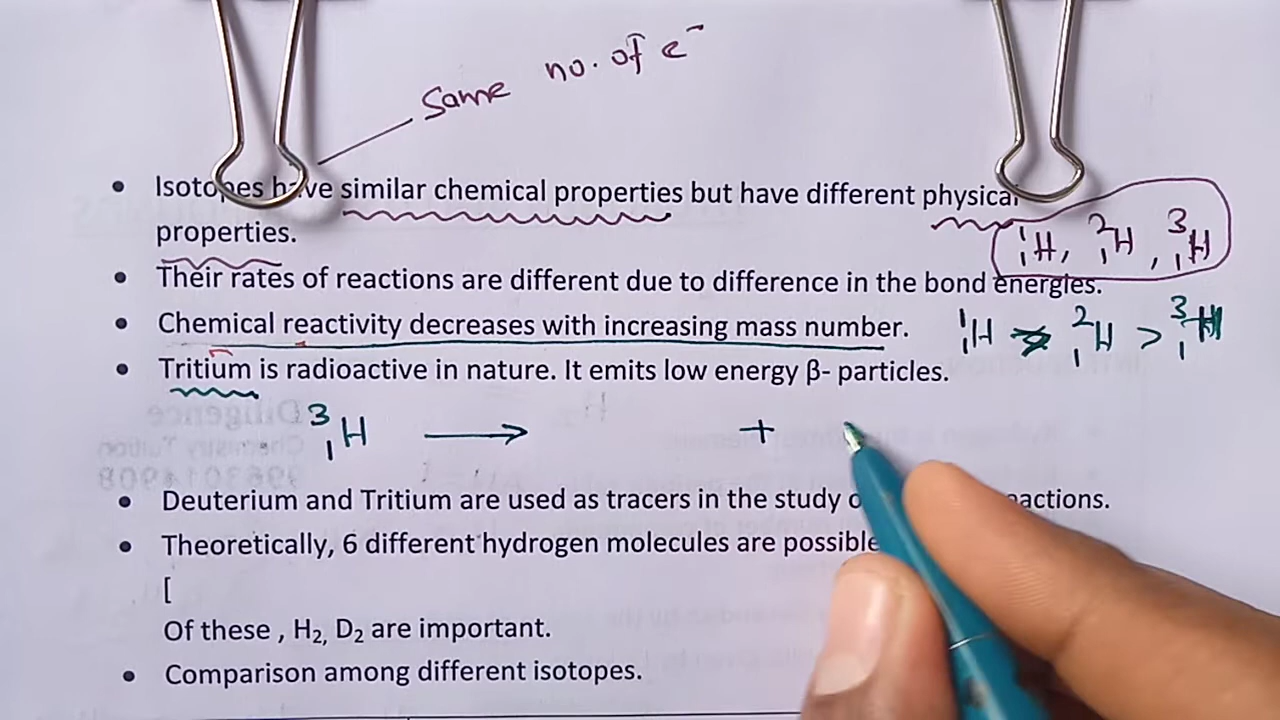 Same no. of e⁻
Isotopes have similar chemical properties but have different physical
properties.
¹₁H, ²₁H, ³₁H
Their rates of reactions are different due to difference in the bond energies.
Chemical reactivity decreases with increasing mass number. ¹₁H > ²₁H > ³₁H
Tritium is radioactive in nature. It emits low energy β- particles.
³₁H ⟶ +
Deuterium and Tritium are used as tracers in the study
Theoretically, 6 different hydrogen molecules are possible
[
Of these , H₂, D₂ are important.
Comparison among different isotopes.